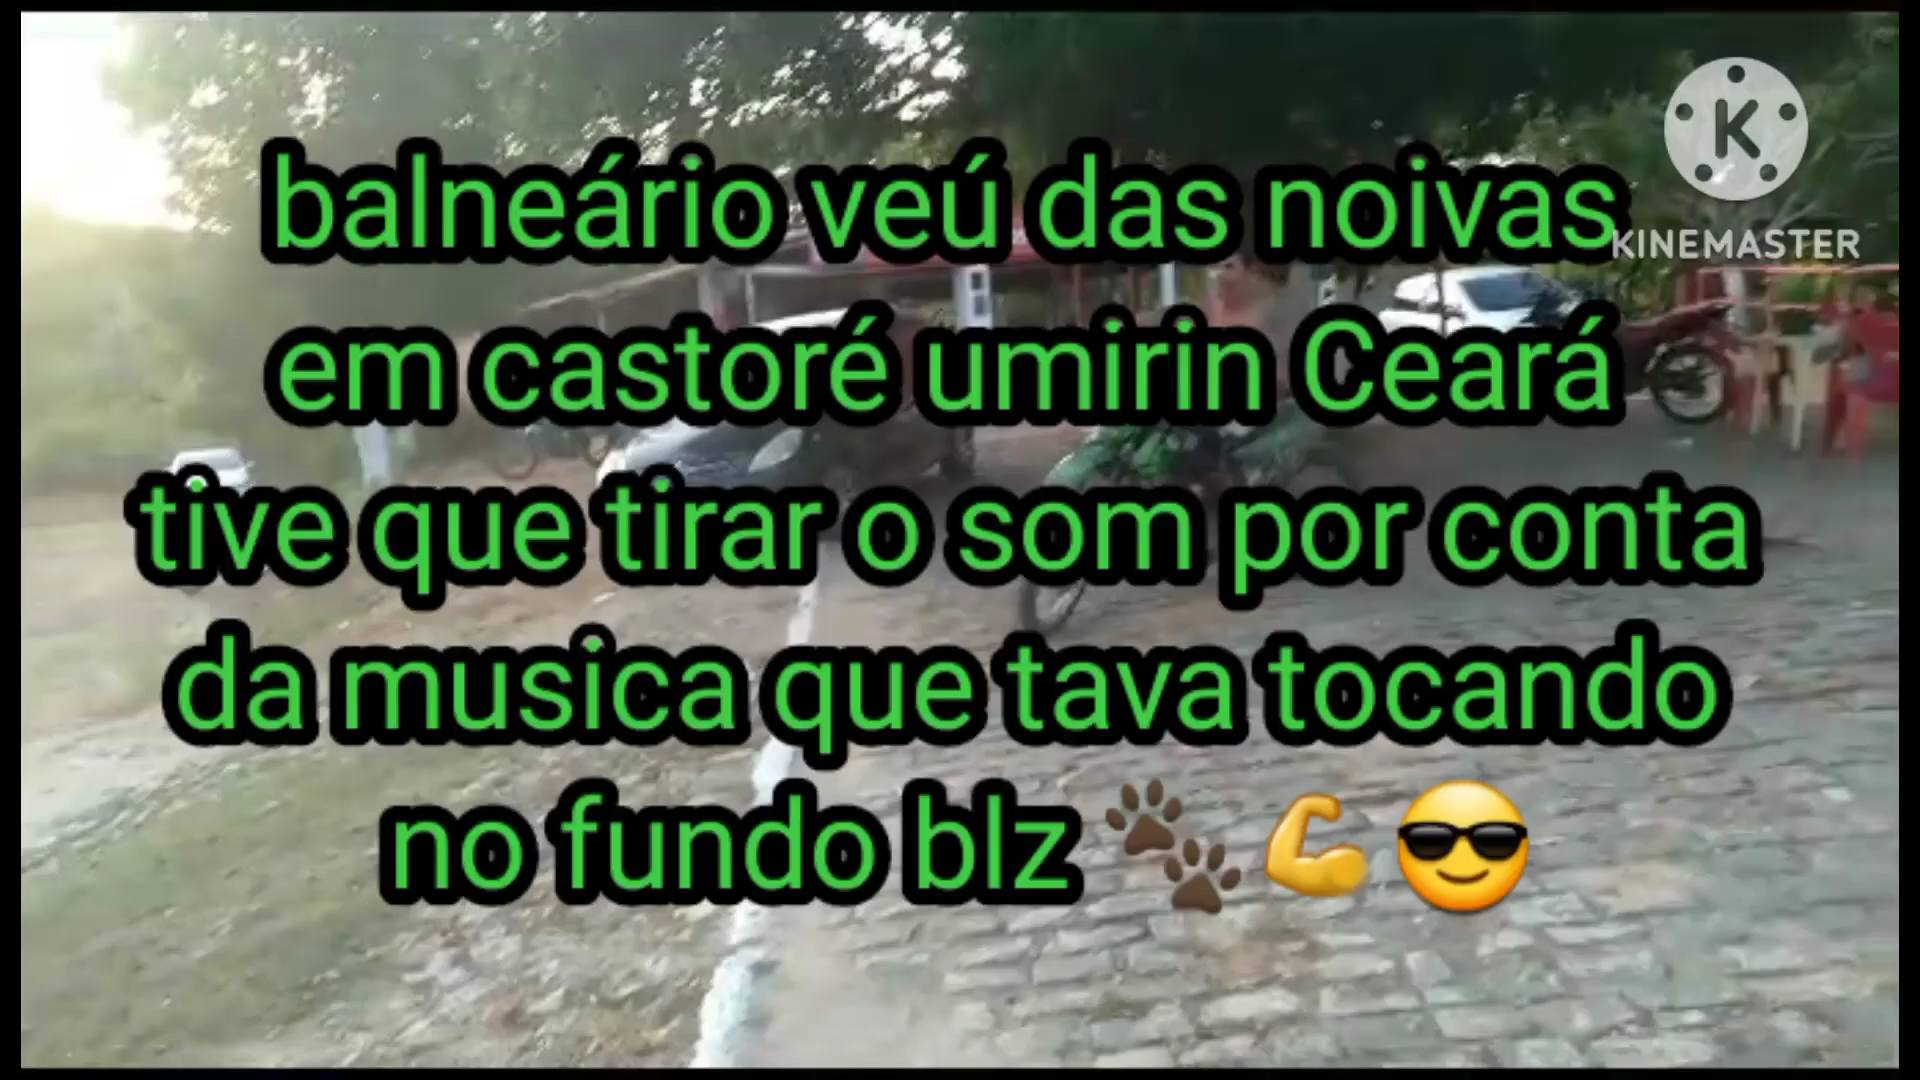 balneário veú das noivas
em castoré umirin Ceará
tive que tirar o som por conta
da musica que tava tocando
no fundo blz 🐾💪😎
K
KINEMASTER